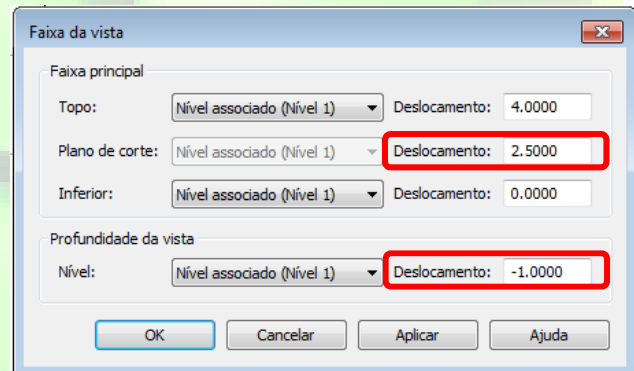 Faixa da vista
Faixa principal
Topo: Nível associado (Nível 1) Deslocamento: 4.0000
Plano de corte: Nível associado (Nível 1) Deslocamento: 2.5000
Inferior: Nível associado (Nível 1) Deslocamento: 0.0000
Profundidade da vista
Nível: Nível associado (Nível 1) Deslocamento: -1.0000
OK Cancelar Aplicar Ajuda